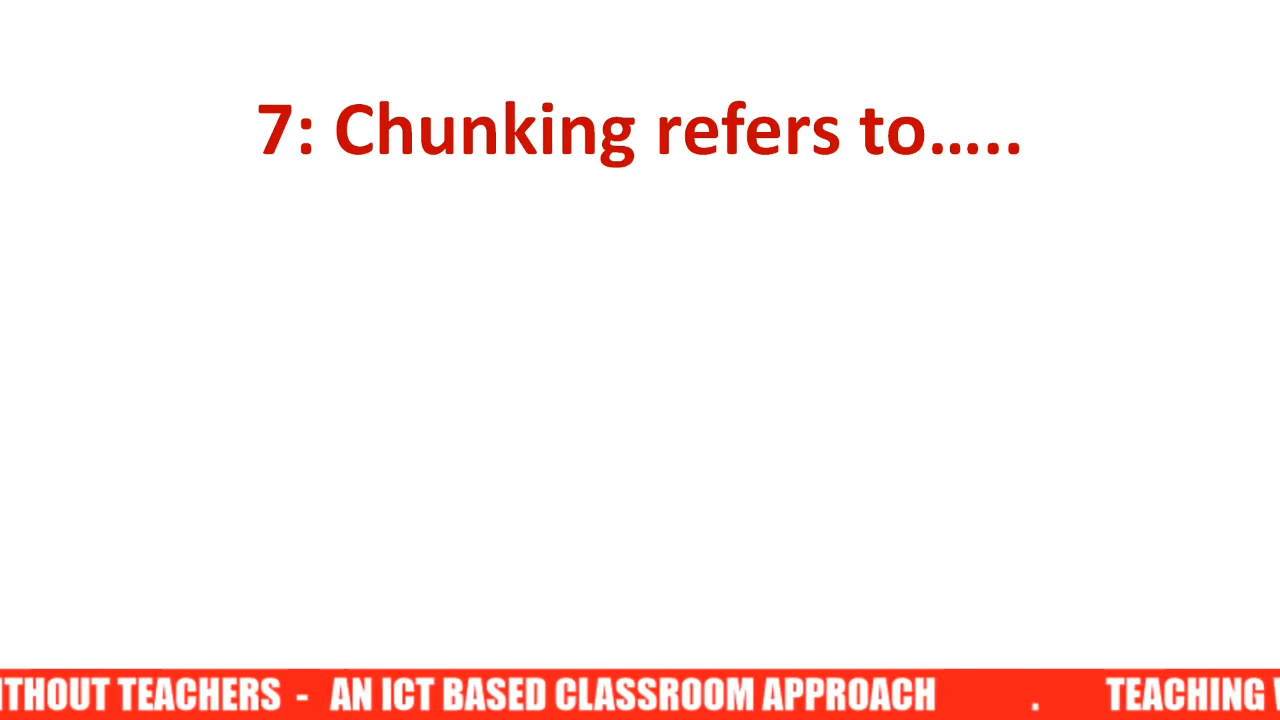 7: Chunking refers to…..
ITHOUT TEACHERS - AN ICT BASED CLASSROOM APPROACH . TEACHING